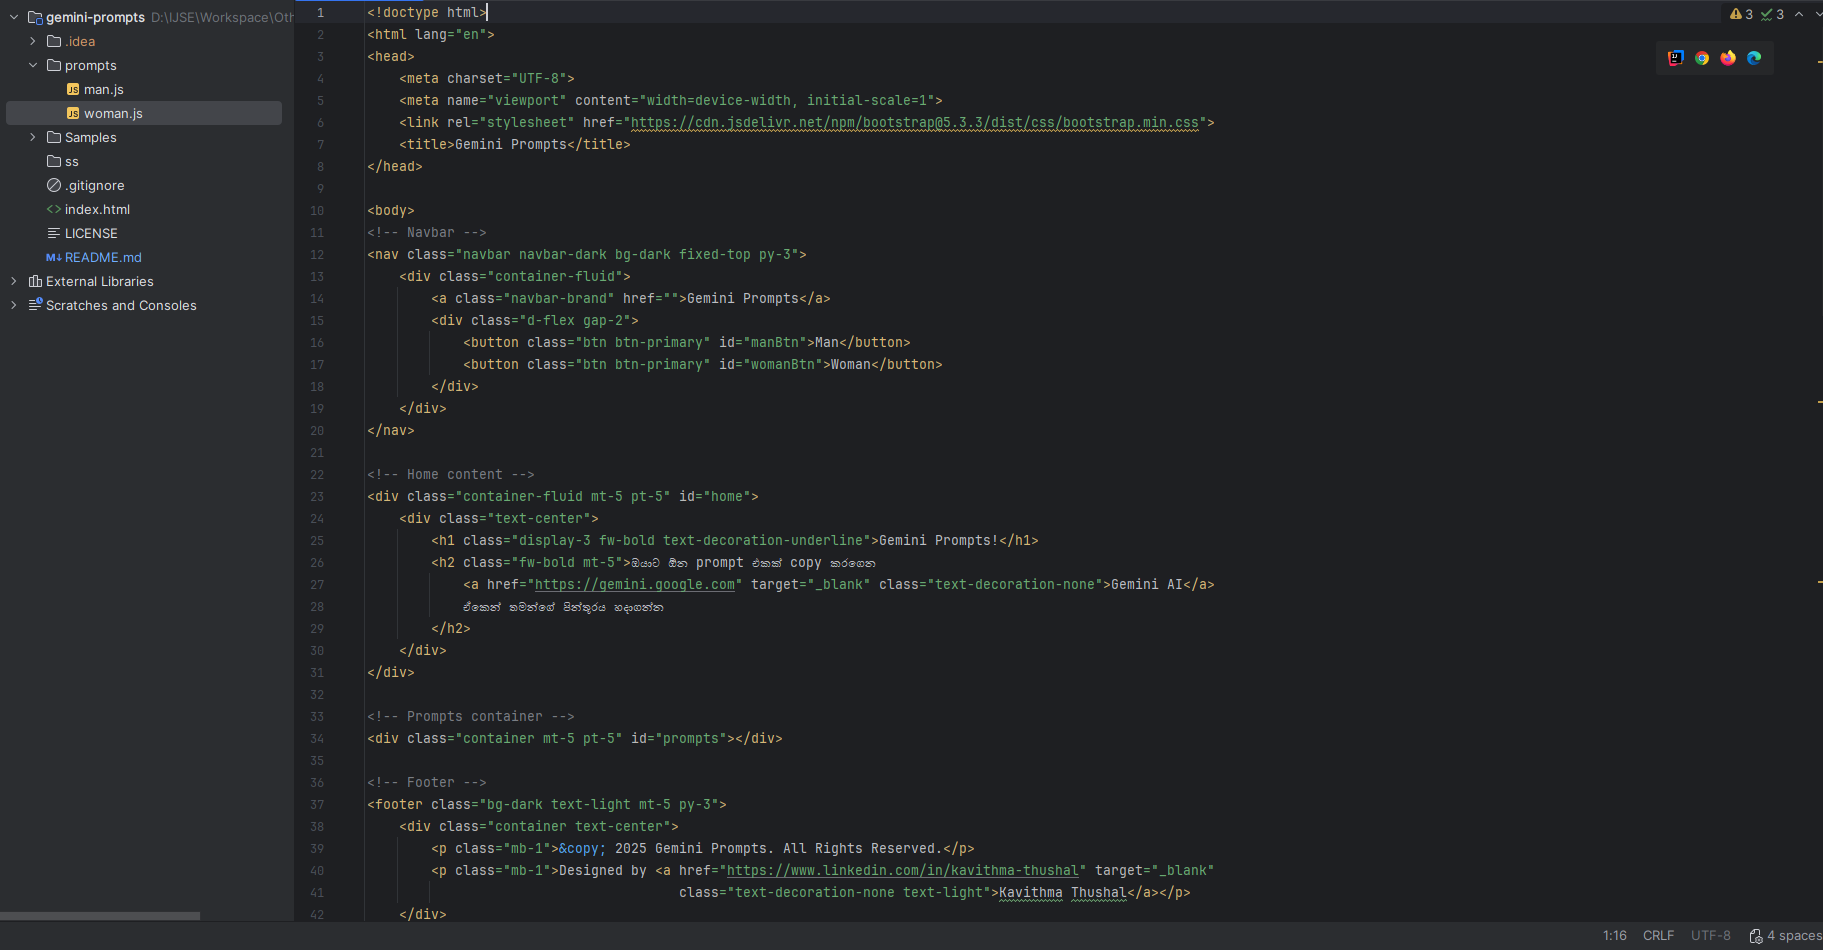 gemini-prompts D:\IJSE\Workspace\Oth
.idea
prompts
man.js
woman.js
Samples
ss
.gitignore
index.html
LICENSE
README.md
External Libraries
Scratches and Consoles
1 <!doctype html>
2 <html lang="en">
3 <head>
4 <meta charset="UTF-8">
5 <meta name="viewport" content="width=device-width, initial-scale=1">
6 <link rel="stylesheet" href="https://cdn.jsdelivr.net/npm/bootstrap@5.3.3/dist/css/bootstrap.min.css">
7 <title>Gemini Prompts</title>
8 </head>
9
10 <body>
11 <!-- Navbar -->
12 <nav class="navbar navbar-dark bg-dark fixed-top py-3">
13 <div class="container-fluid">
14 <a class="navbar-brand" href="">Gemini Prompts</a>
15 <div class="d-flex gap-2">
16 <button class="btn btn-primary" id="manBtn">Man</button>
17 <button class="btn btn-primary" id="womanBtn">Woman</button>
18 </div>
19 </div>
20 </nav>
21
22 <!-- Home content -->
23 <div class="container-fluid mt-5 pt-5" id="home">
24 <div class="text-center">
25 <h1 class="display-3 fw-bold text-decoration-underline">Gemini Prompts!</h1>
26 <h2 class="fw-bold mt-5">ඔයාට ඕන prompt එකක් copy කරගෙන
27 <a href="https://gemini.google.com" target="_blank" class="text-decoration-none">Gemini AI</a>
28 ඒකෙන් තමන්ගේ පින්තූරය හදාගන්න
29 </h2>
30 </div>
31 </div>
32
33 <!-- Prompts container -->
34 <div class="container mt-5 pt-5" id="prompts"></div>
35
36 <!-- Footer -->
37 <footer class="bg-dark text-light mt-5 py-3">
38 <div class="container text-center">
39 <p class="mb-1">&copy; 2025 Gemini Prompts. All Rights Reserved.</p>
40 <p class="mb-1">Designed by <a href="https://www.linkedin.com/in/kavithma-thushal" target="_blank"
41 class="text-decoration-none text-light">Kavithma Thushal</a></p>
42 </div>
3 3
1:16 CRLF UTF-8 4 spaces